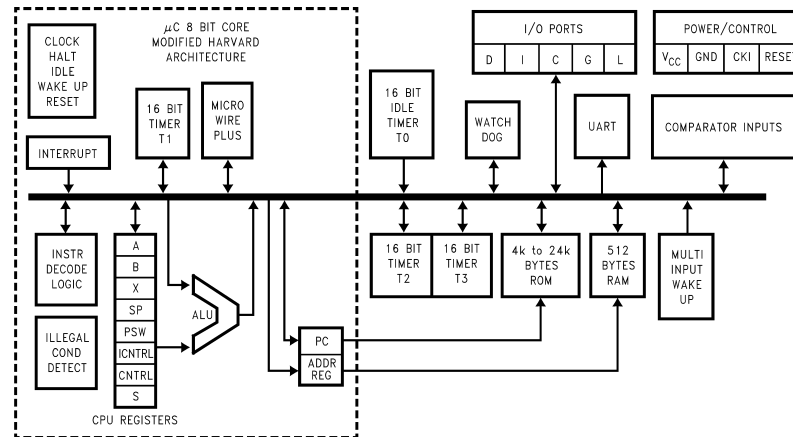 μC 8 BIT CORE
MODIFIED HARVARD
ARCHITECTURE
CLOCK
HALT
IDLE
WAKE UP
RESET
I/O PORTS
D I C G L
POWER/CONTROL
VCC GND CKI RESET
16 BIT
TIMER
T1
MICRO
WIRE
PLUS
16 BIT
IDLE
TIMER
T0
WATCH
DOG
UART
COMPARATOR INPUTS
INTERRUPT
INSTR
DECODE
LOGIC
A
B
X
SP
PSW
ICNTRL
CNTRL
S
CPU REGISTERS
ALU
16 BIT
TIMER
T2
16 BIT
TIMER
T3
4k to 24k
BYTES
ROM
512
BYTES
RAM
MULTI
INPUT
WAKE
UP
ILLEGAL
COND
DETECT
PC
ADDR
REG